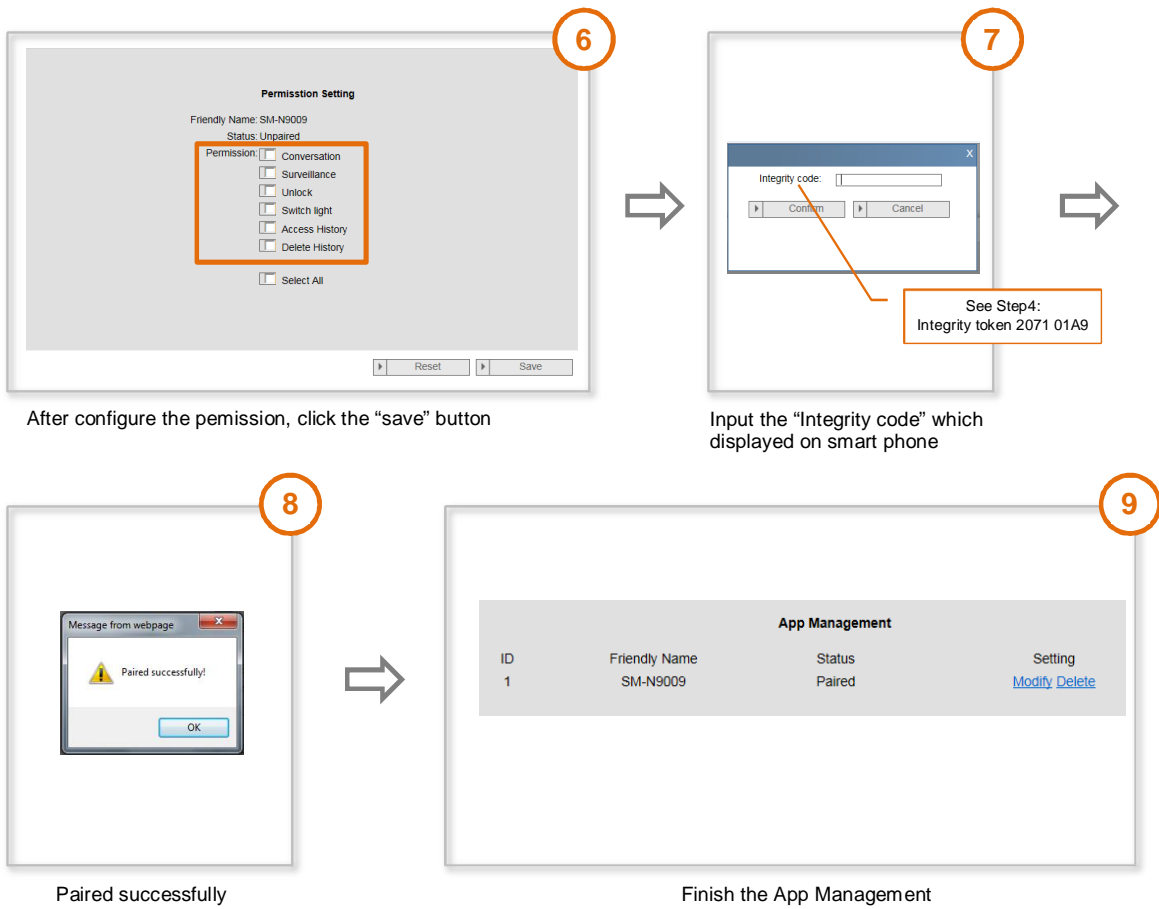 6
Permisstion Setting
Friendly Name: SM-N9009
Status: Unpaired
Permission: Conversation
Surveillance
Unlock
Switch light
Access History
Delete History
Select All
Reset Save
After configure the pemission, click the “save” button
7
X
Integrity code:
Confirm Cancel
See Step4:
Integrity token 2071 01A9
Input the “Integrity code” which
displayed on smart phone
8
Message from webpage
Paired successfully!
OK
Paired successfully
9
App Management
ID Friendly Name Status Setting
1 SM-N9009 Paired Modify Delete
Finish the App Management